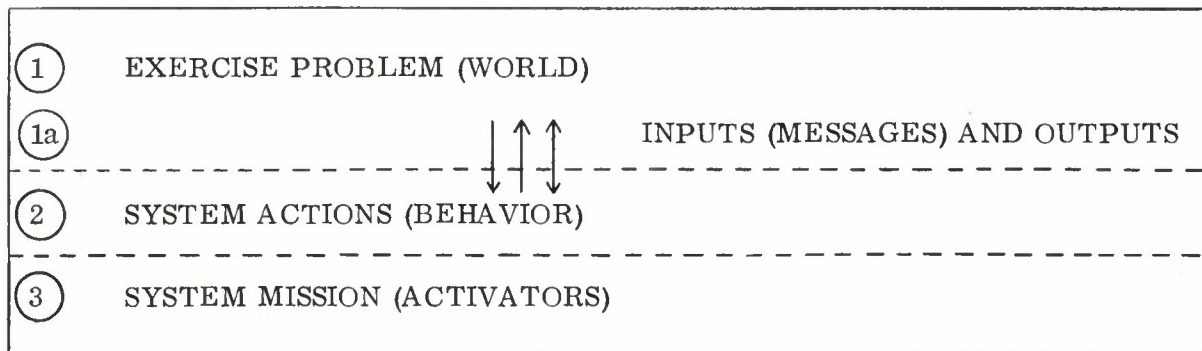 1 EXERCISE PROBLEM (WORLD)
1a INPUTS (MESSAGES) AND OUTPUTS
2 SYSTEM ACTIONS (BEHAVIOR)
3 SYSTEM MISSION (ACTIVATORS)